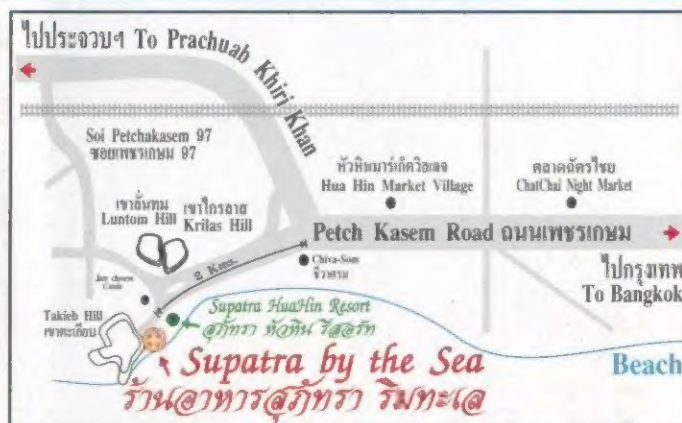 ไปประจวบฯ To Prachuab Khiri Khan
Soi Petchakasem 97
ซอยเพชรเกษม 97
หัวหินมาร์เก็ตวิลเลจ
Hua Hin Market Village
ตลาดฉัตรไชย
ChatChai Night Market
เขาลั่นทม
Luntom Hill
เขาไกรลาส
Krilas Hill
Petch Kasem Road ถนนเพชรเกษม
2 Kms.
Chiva-Som
ชีวาศรม
ไปกรุงเทพ
To Bangkok
Takieb Hill
เขาตะเกียบ
Supatra HuaHin Resort
สุภัทรา หัวหิน รีสอร์ท
Supatra by the Sea
ร้านอาหารสุภัทรา ริมทะเล
Beach